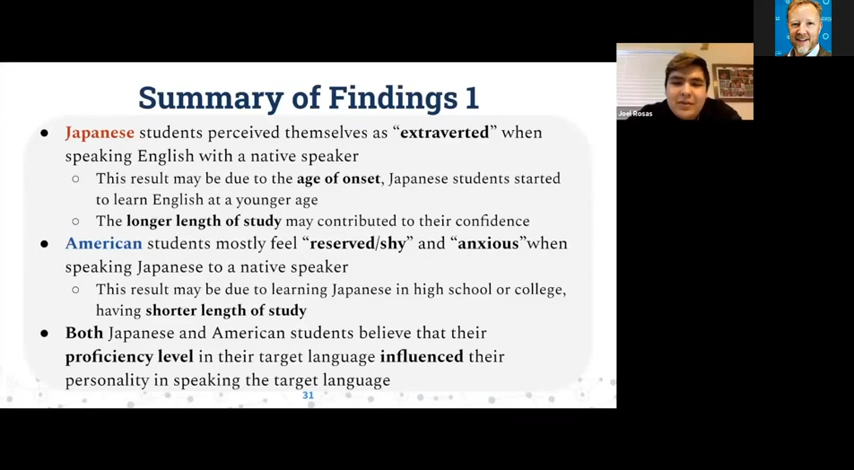 Summary of Findings 1
● Japanese students perceived themselves as “extraverted” when
speaking English with a native speaker
○ This result may be due to the age of onset, Japanese students started
to learn English at a younger age
○ The longer length of study may contributed to their confidence
● American students mostly feel “reserved/shy” and “anxious”when
speaking Japanese to a native speaker
○ This result may be due to learning Japanese in high school or college,
having shorter length of study
● Both Japanese and American students believe that their
proficiency level in their target language influenced their
personality in speaking the target language
31
Joel Rosas